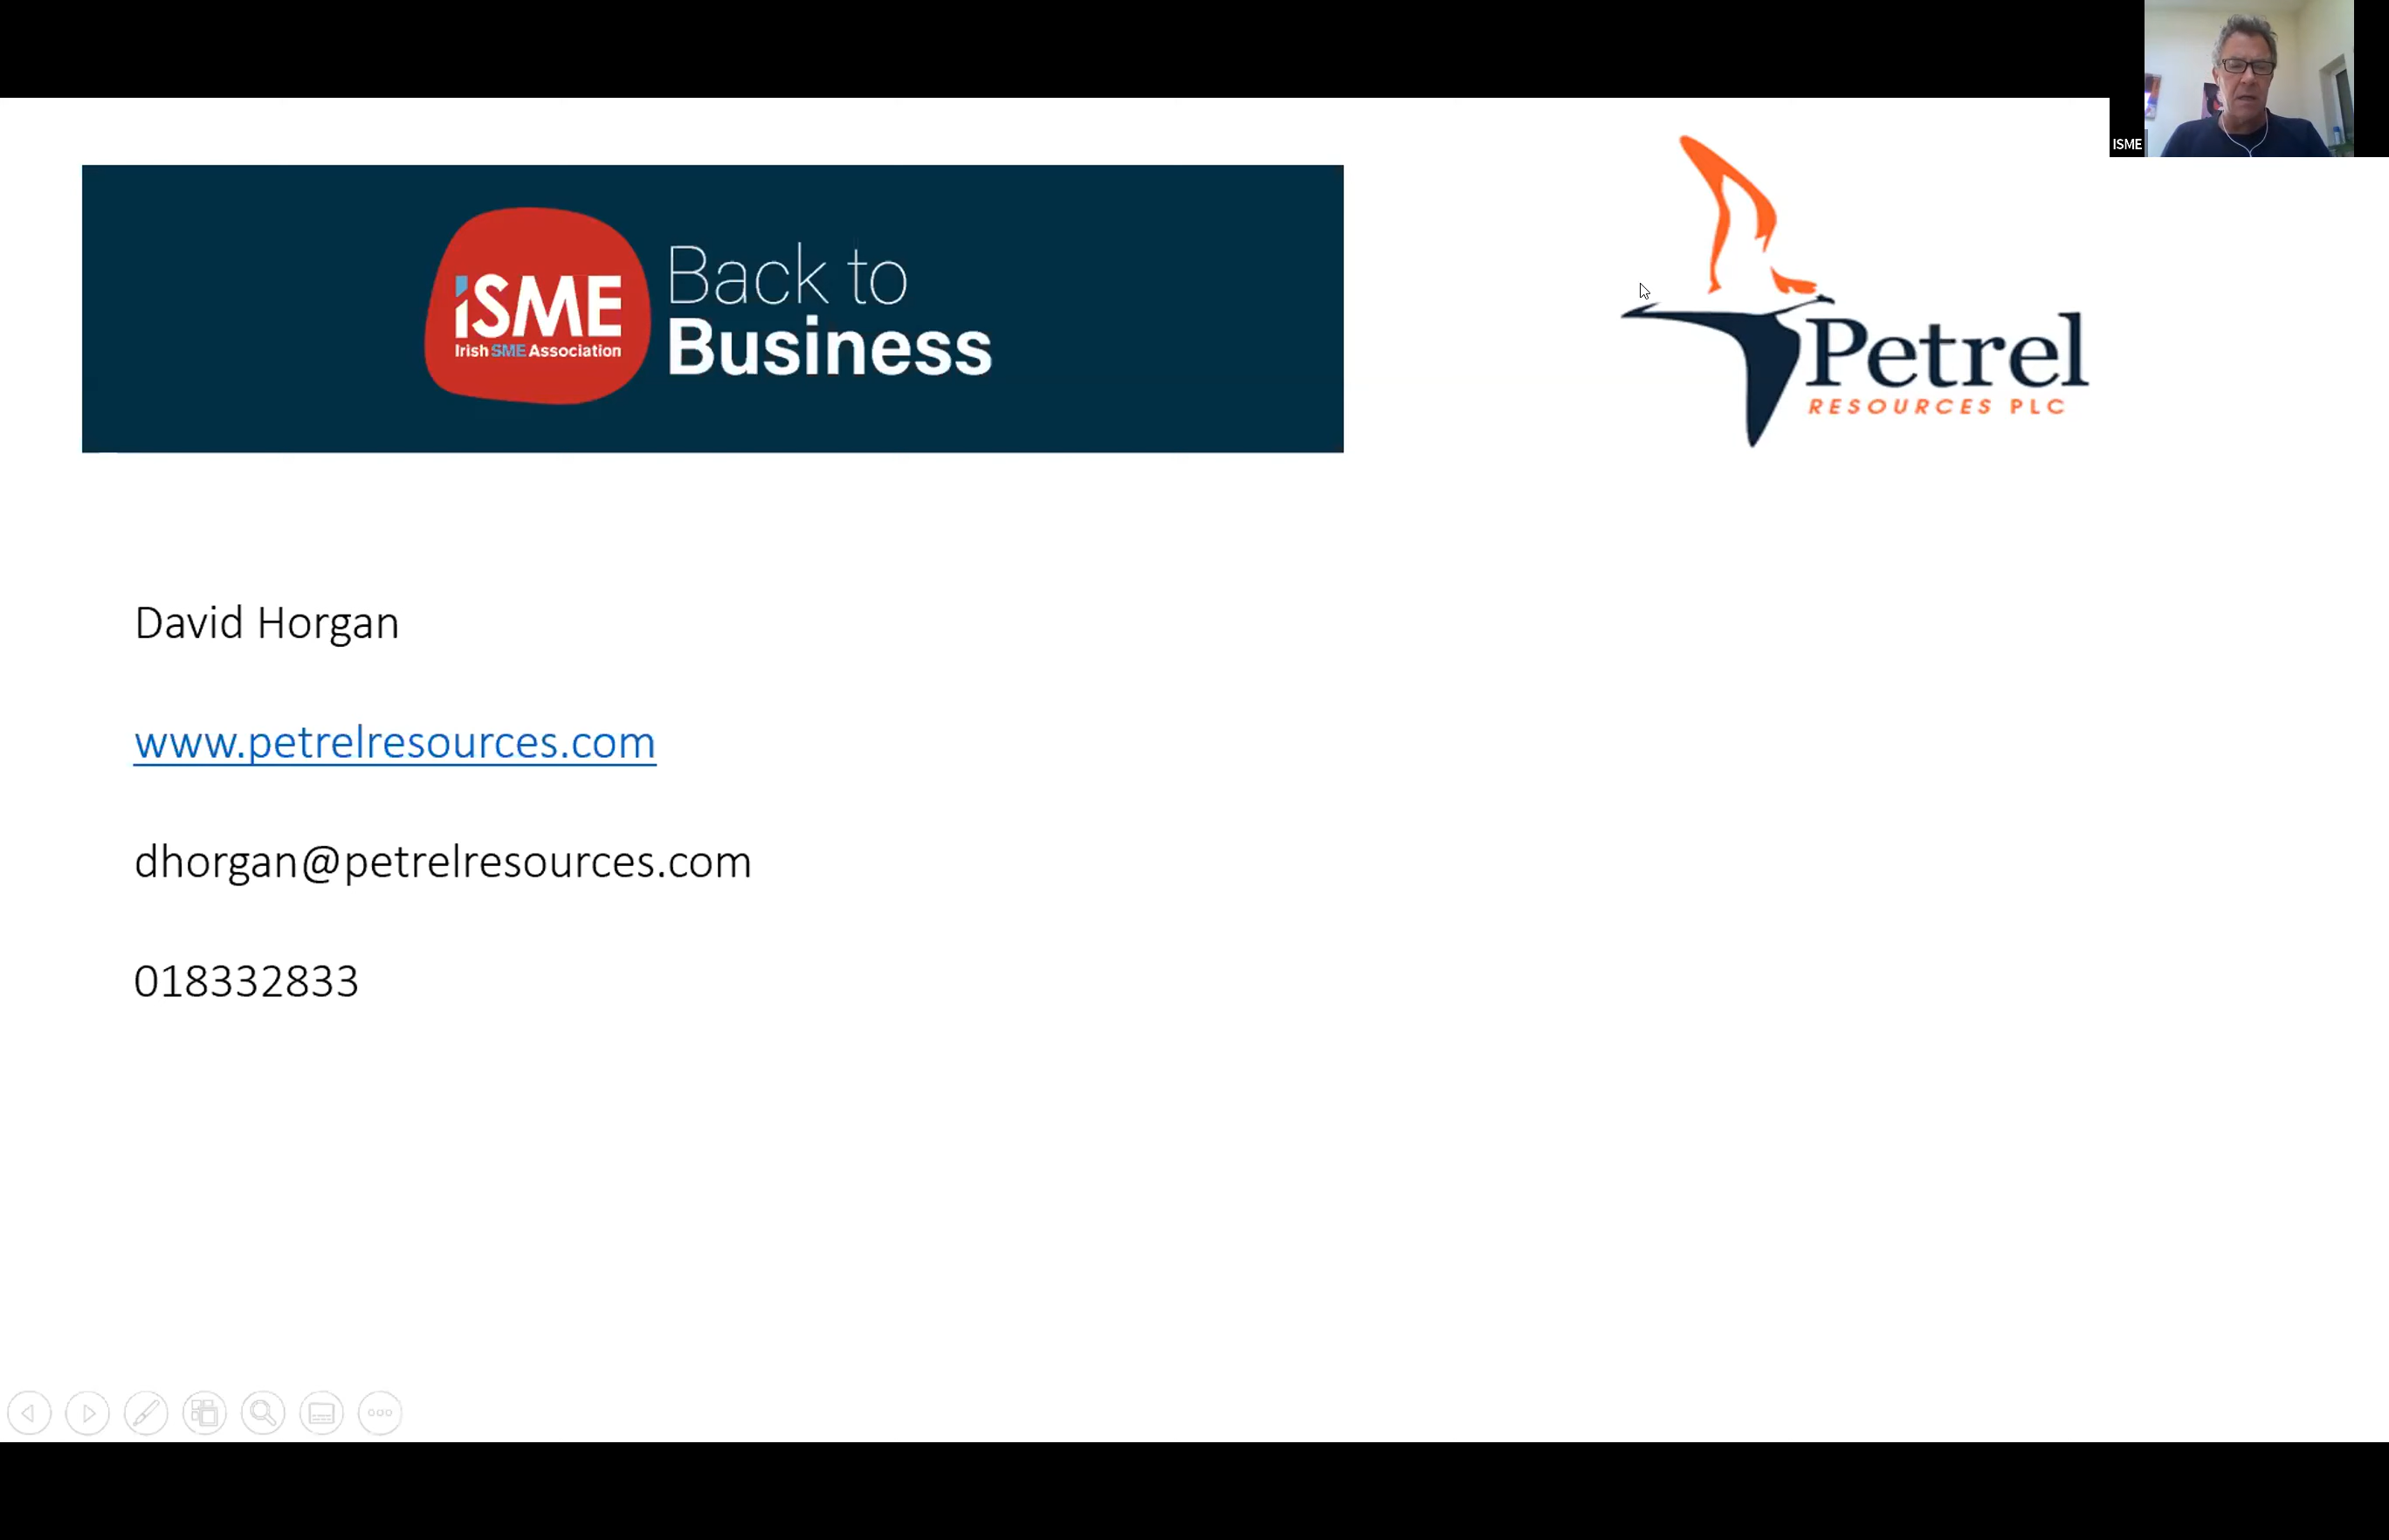 ISME
iSME
Irish SME Association
Back to
Business
Petrel
RESOURCES PLC
David Horgan
www.petrelresources.com
dhorgan@petrelresources.com
018332833